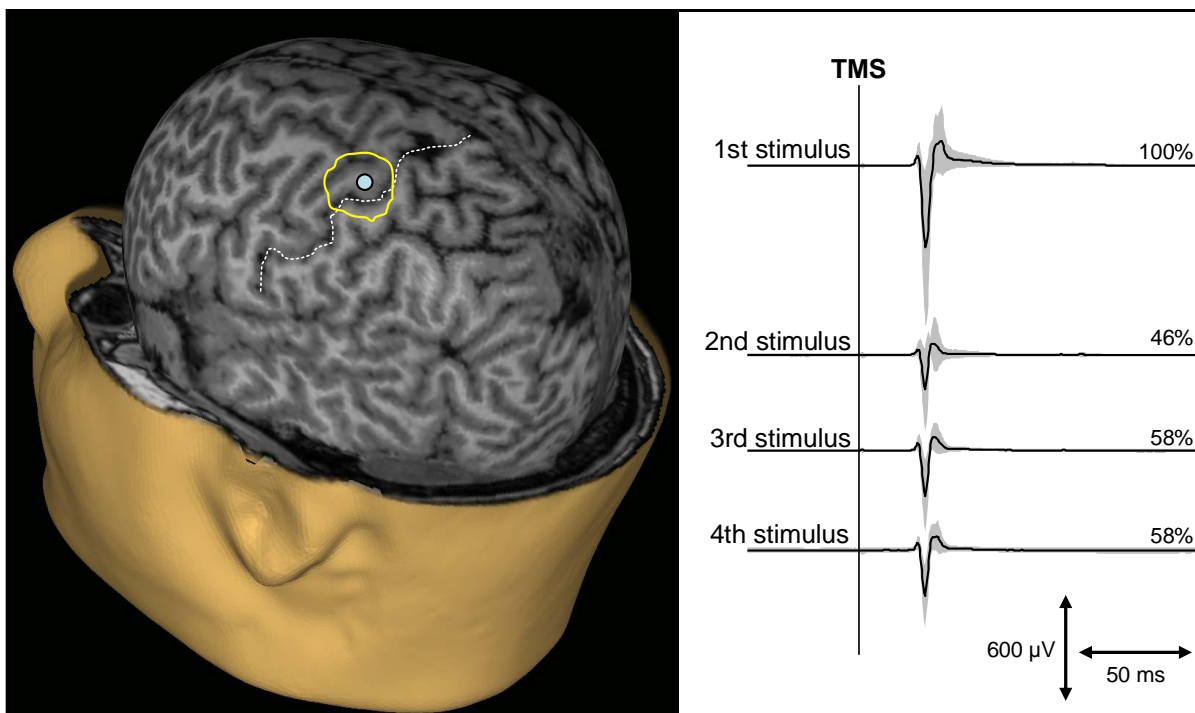 TMS
1st stimulus 100%
2nd stimulus 46%
3rd stimulus 58%
4th stimulus 58%
600 µV
50 ms